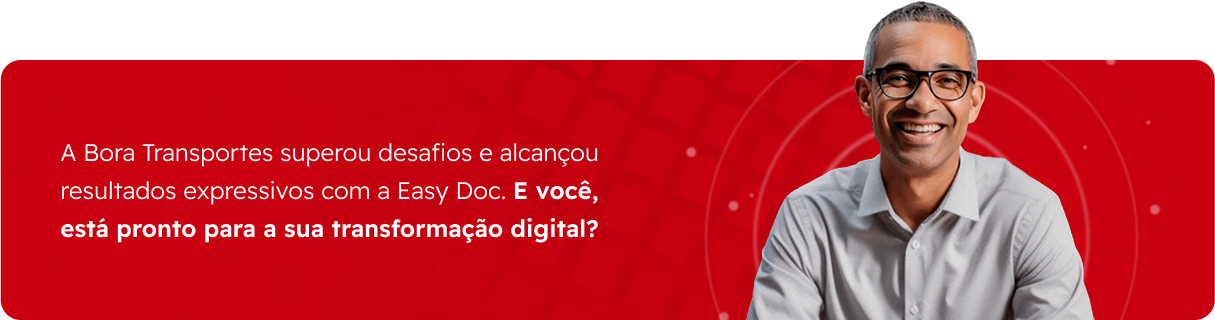 A Bora Transportes superou desafios e alcançou
resultados expressivos com a Easy Doc. E você,
está pronto para a sua transformação digital?